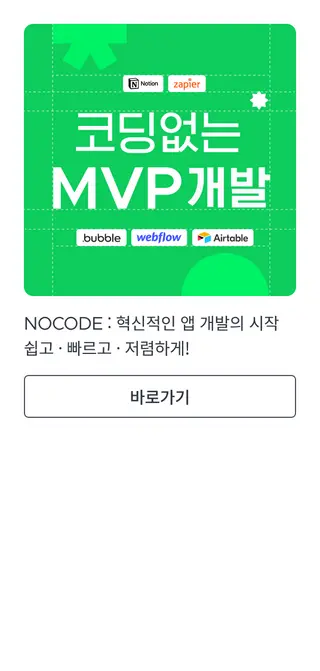 Notion
zapier
코딩없는
MVP개발
.bubble
webflow
Airtable
NOCODE : 혁신적인 앱 개발의 시작
쉽고 · 빠르고 · 저렴하게!
바로가기